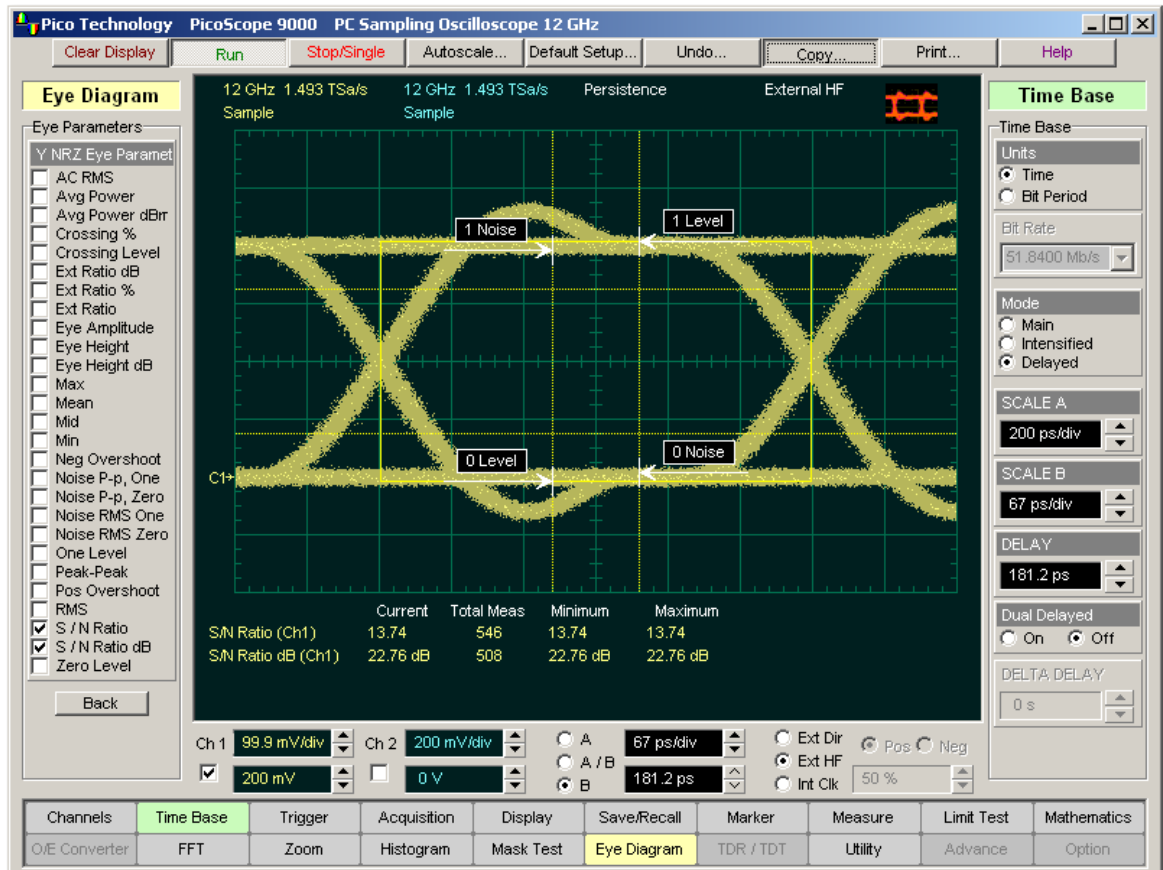 Pico Technology PicoScope 9000 PC Sampling Oscilloscope 12 GHz
Clear Display Run Stop/Single Autoscale... Default Setup... Undo... Copy... Print... Help
Eye Diagram
Eye Parameters
Y NRZ Eye Paramet
AC RMS
Avg Power
Avg Power dBm
Crossing %
Crossing Level
Ext Ratio dB
Ext Ratio %
Ext Ratio
Eye Amplitude
Eye Height
Eye Height dB
Max
Mean
Mid
Min
Neg Overshoot
Noise P-p, One
Noise P-p, Zero
Noise RMS One
Noise RMS Zero
One Level
Peak-Peak
Pos Overshoot
RMS
S / N Ratio
S / N Ratio dB
Zero Level
Back
12 GHz 1.493 TSa/s 12 GHz 1.493 TSa/s Persistence External HF
Sample Sample
1 Noise 1 Level
0 Level 0 Noise
C1
Current Total Meas Minimum Maximum
S/N Ratio (Ch1) 13.74 546 13.74 13.74
S/N Ratio dB (Ch1) 22.76 dB 508 22.76 dB 22.76 dB
Time Base
Time Base
Units
Time
Bit Period
Bit Rate
51.8400 Mb/s
Mode
Main
Intensified
Delayed
SCALE A
200 ps/div
SCALE B
67 ps/div
DELAY
181.2 ps
Dual Delayed
On Off
DELTA DELAY
0 s
Ch 1 99.9 mV/div Ch 2 200 mV/div A 67 ps/div Ext Dir Pos Neg
A / B Ext HF
200 mV 0 V B 181.2 ps Int Clk 50 %
Channels Time Base Trigger Acquisition Display Save/Recall Marker Measure Limit Test Mathematics
O/E Converter FFT Zoom Histogram Mask Test Eye Diagram TDR / TDT Utility Advance Option